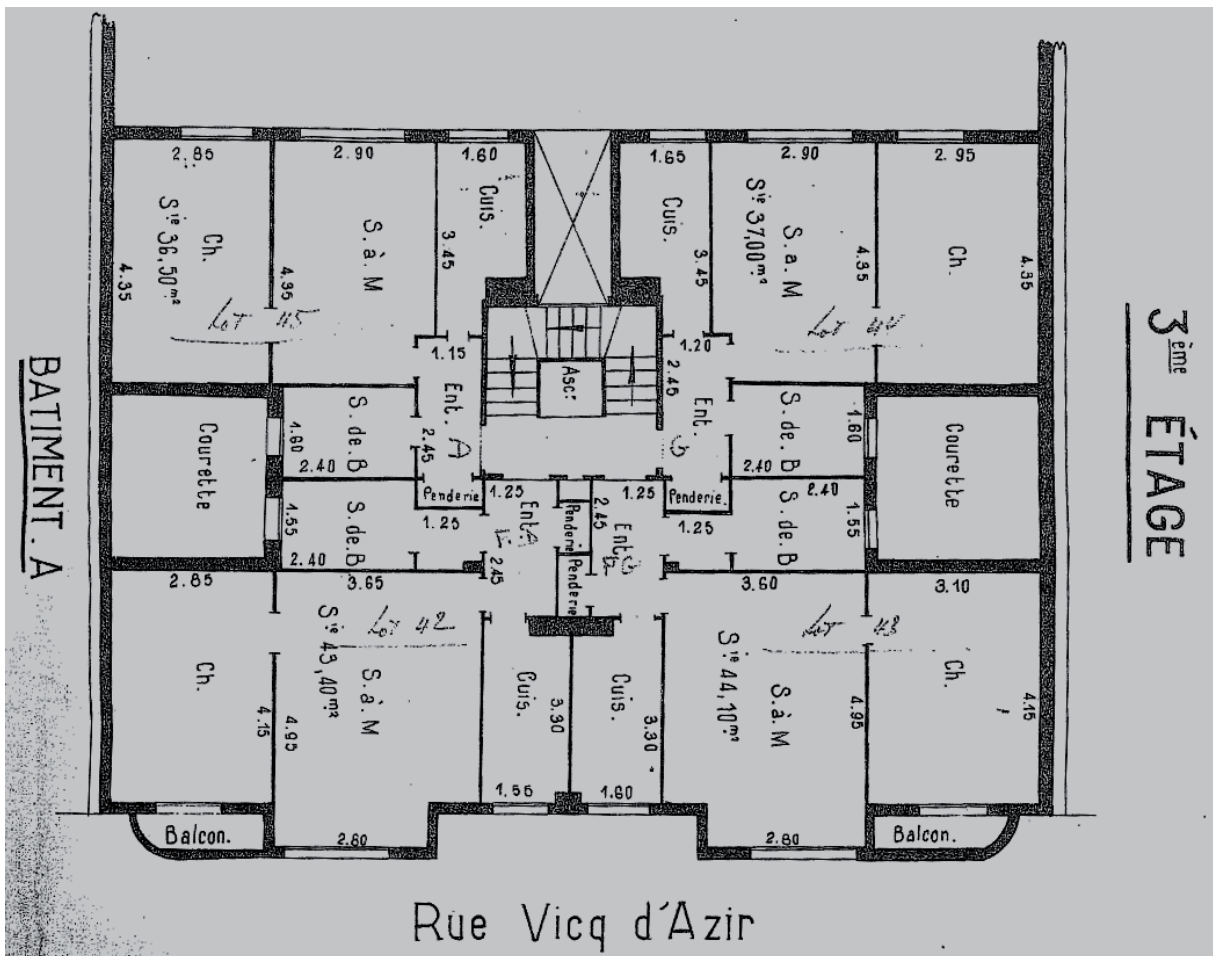 3ème ÉTAGE
BATIMENT. A
2.85
2.90
1.60
1.65
2.90
2.95
Ch.
Sie 36,50m²
4.35
S. à. M
4.35
Cuis.
3.45
Lot 45
Cuis.
3.45
S. à. M
Sie 37,00m²
4.35
Ch.
4.35
Lot 44
1.15
Ent. A
2.45
Ascr
1.20
2.45
Ent.
G
Courette
1.60
S. de B
2.40
Penderie
S. de B
1.60
2.40
Penderie.
Courette
1.55
S. de. B
2.40
1.25
1.25
Ent.
2.45
Penderie
Penderie
1.25
2.45
Ent.
1.25
S. de B
2.40
1.55
2.85
3.65
3.60
3.10
Ch.
4.15
Lot 42
Sie 43,40m²
S. à. M
4.95
Cuis.
3.30
1.55
Cuis.
3.30
1.60
Lot 43
Sie 44,10m²
S. à. M
4.95
Ch.
4.15
Balcon.
2.80
2.80
Balcon.
Rue Vicq d'Azir